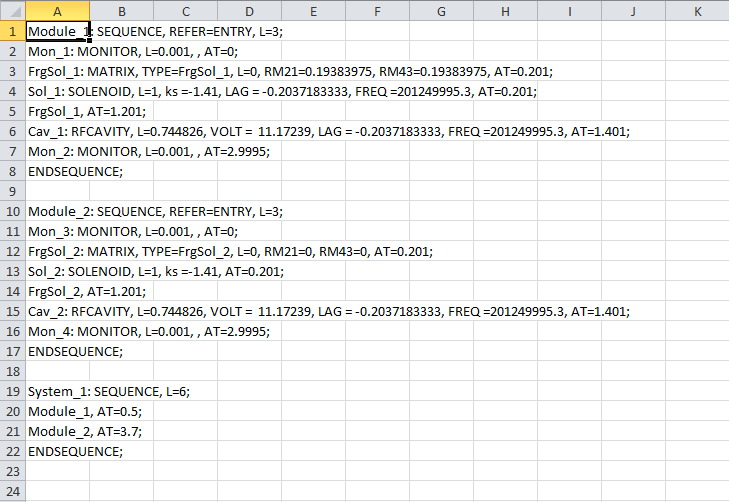 A B C D E F G H I J K
1 Module_1: SEQUENCE, REFER=ENTRY, L=3;
2 Mon_1: MONITOR, L=0.001, , AT=0;
3 FrgSol_1: MATRIX, TYPE=FrgSol_1, L=0, RM21=0.19383975, RM43=0.19383975, AT=0.201;
4 Sol_1: SOLENOID, L=1, ks =-1.41, LAG = -0.2037183333, FREQ =201249995.3, AT=0.201;
5 FrgSol_1, AT=1.201;
6 Cav_1: RFCAVITY, L=0.744826, VOLT = 11.17239, LAG = -0.2037183333, FREQ =201249995.3, AT=1.401;
7 Mon_2: MONITOR, L=0.001, , AT=2.9995;
8 ENDSEQUENCE;
9
10 Module_2: SEQUENCE, REFER=ENTRY, L=3;
11 Mon_3: MONITOR, L=0.001, , AT=0;
12 FrgSol_2: MATRIX, TYPE=FrgSol_2, L=0, RM21=0, RM43=0, AT=0.201;
13 Sol_2: SOLENOID, L=1, ks =-1.41, AT=0.201;
14 FrgSol_2, AT=1.201;
15 Cav_2: RFCAVITY, L=0.744826, VOLT = 11.17239, LAG = -0.2037183333, FREQ =201249995.3, AT=1.401;
16 Mon_4: MONITOR, L=0.001, , AT=2.9995;
17 ENDSEQUENCE;
18
19 System_1: SEQUENCE, L=6;
20 Module_1, AT=0.5;
21 Module_2, AT=3.7;
22 ENDSEQUENCE;
23
24